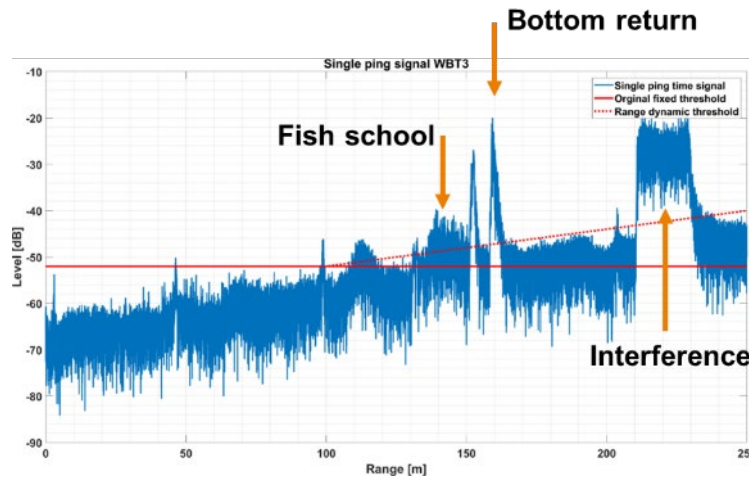 Bottom return
Single ping signal WBT3
Single ping time signal
Orginal fixed threshold
Range dynamic threshold
Fish school
Interference
Level [dB]
-10
-20
-30
-40
-50
-60
-70
-80
-90
0
50
100
150
200
250
Range [m]